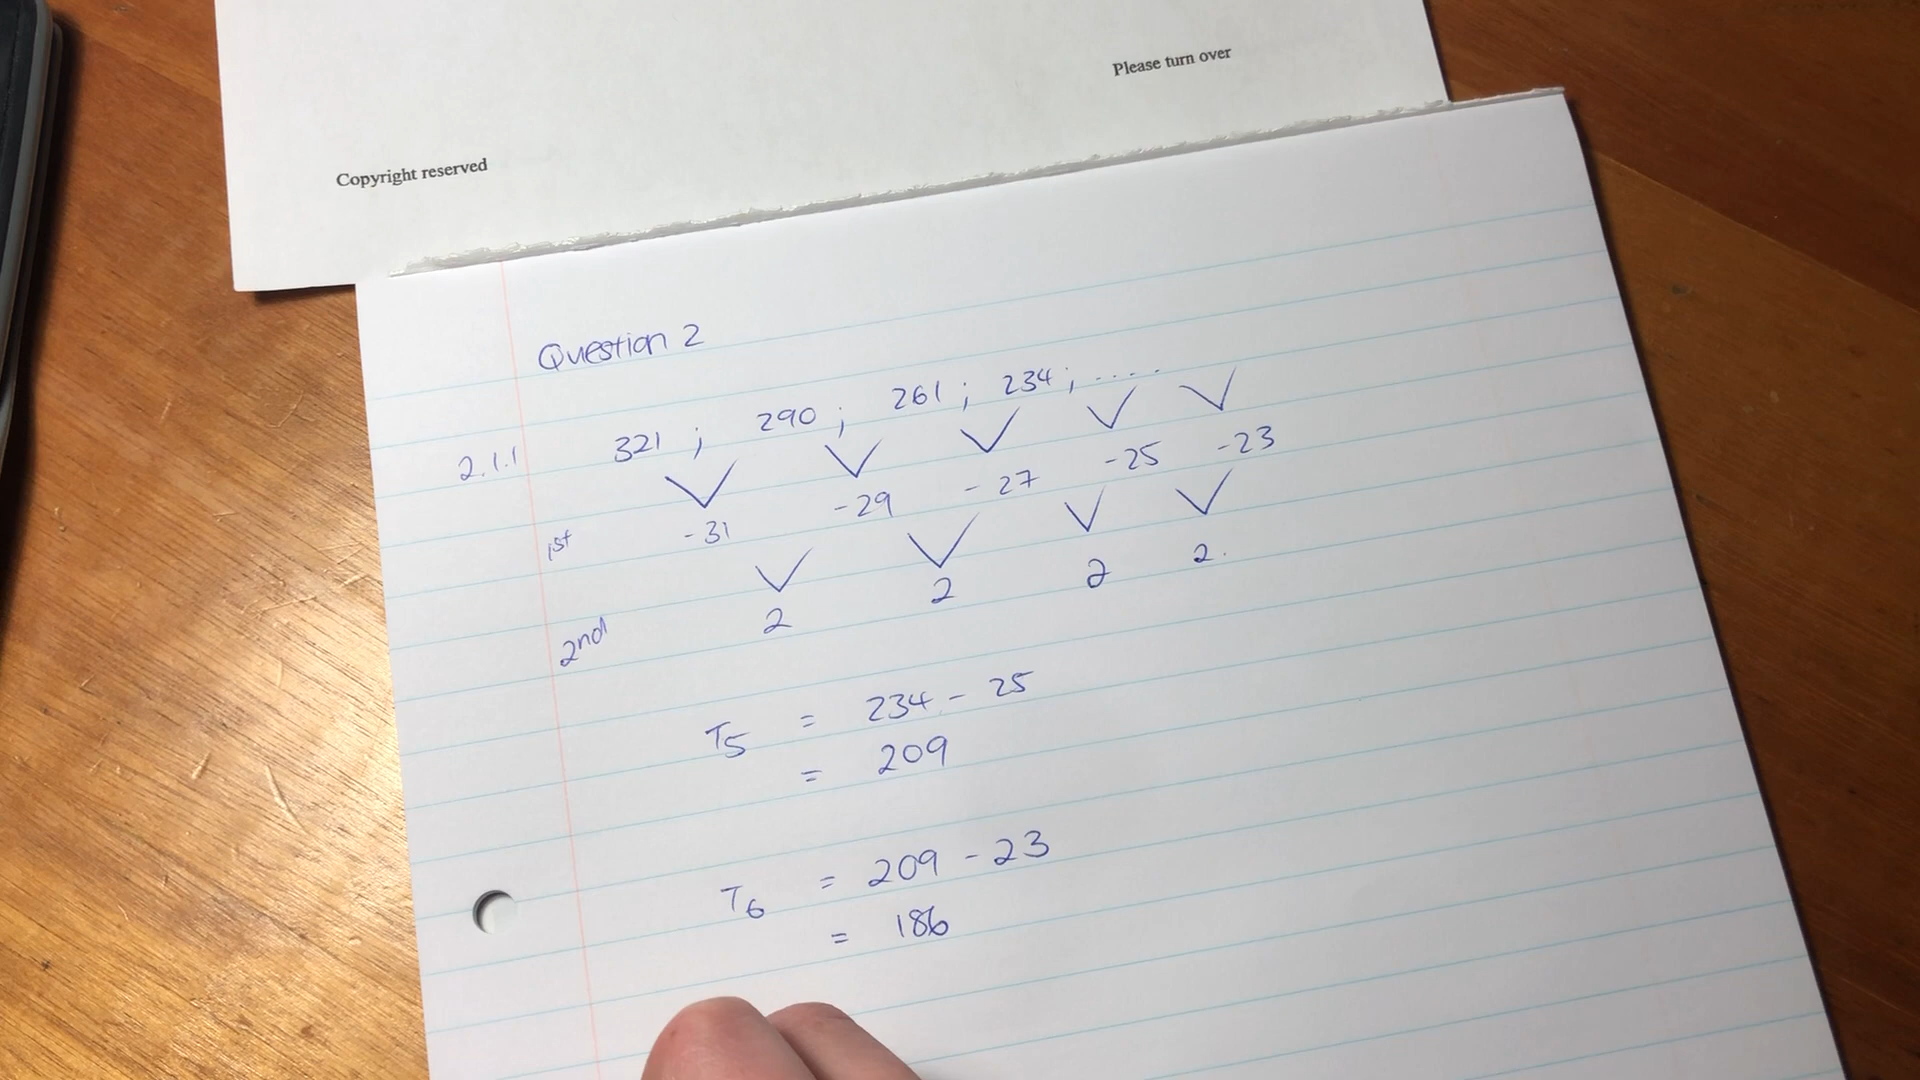 Please turn over
Copyright reserved
Question 2
2.1.1 321 ; 290 ; 261 ; 234 ; ....
1st -31 -29 -27 -25 -23
2nd 2 2 2 2.
T5 = 234 - 25
= 209
T6 = 209 - 23
= 186